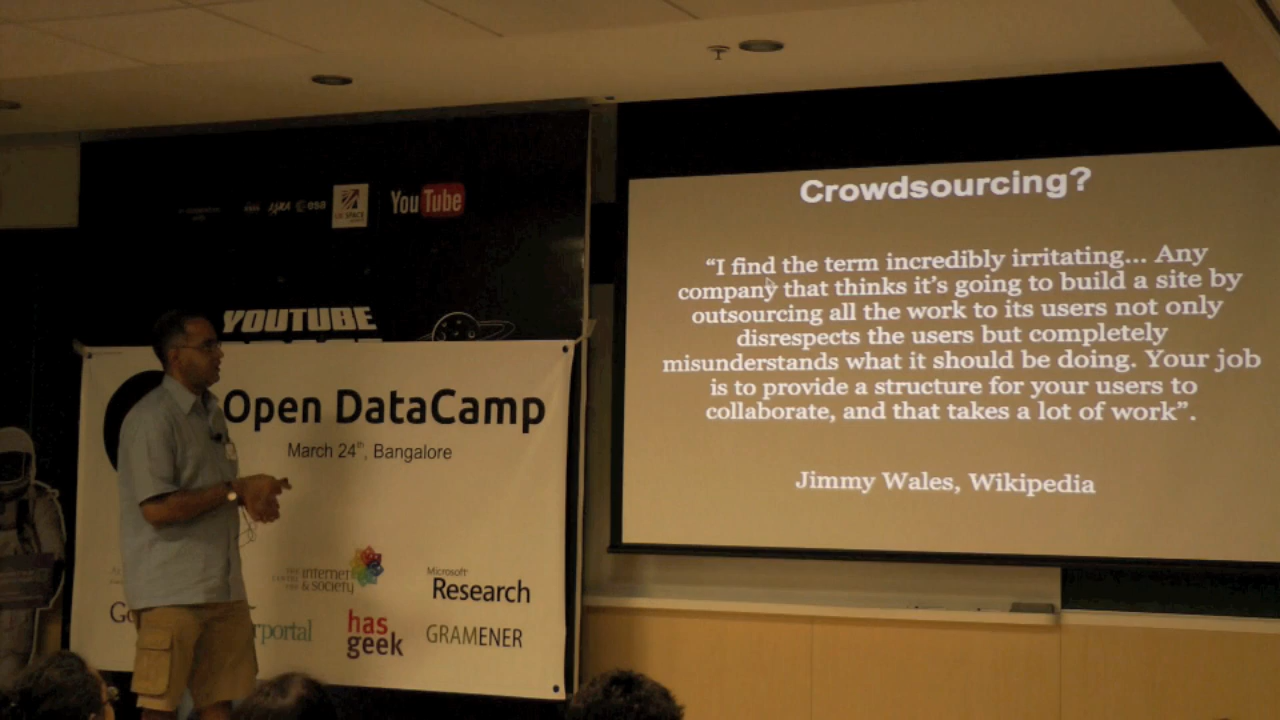 esa
YouTube
YOUTUBE
Open DataCamp
March 24th, Bangalore
internet
& society
Microsoft
Research
Go
rportal
has
geek
GRAMENER
Crowdsourcing?
“I find the term incredibly irritating... Any
company that thinks it's going to build a site by
outsourcing all the work to its users not only
disrespects the users but completely
misunderstands what it should be doing. Your job
is to provide a structure for your users to
collaborate, and that takes a lot of work”.
Jimmy Wales, Wikipedia